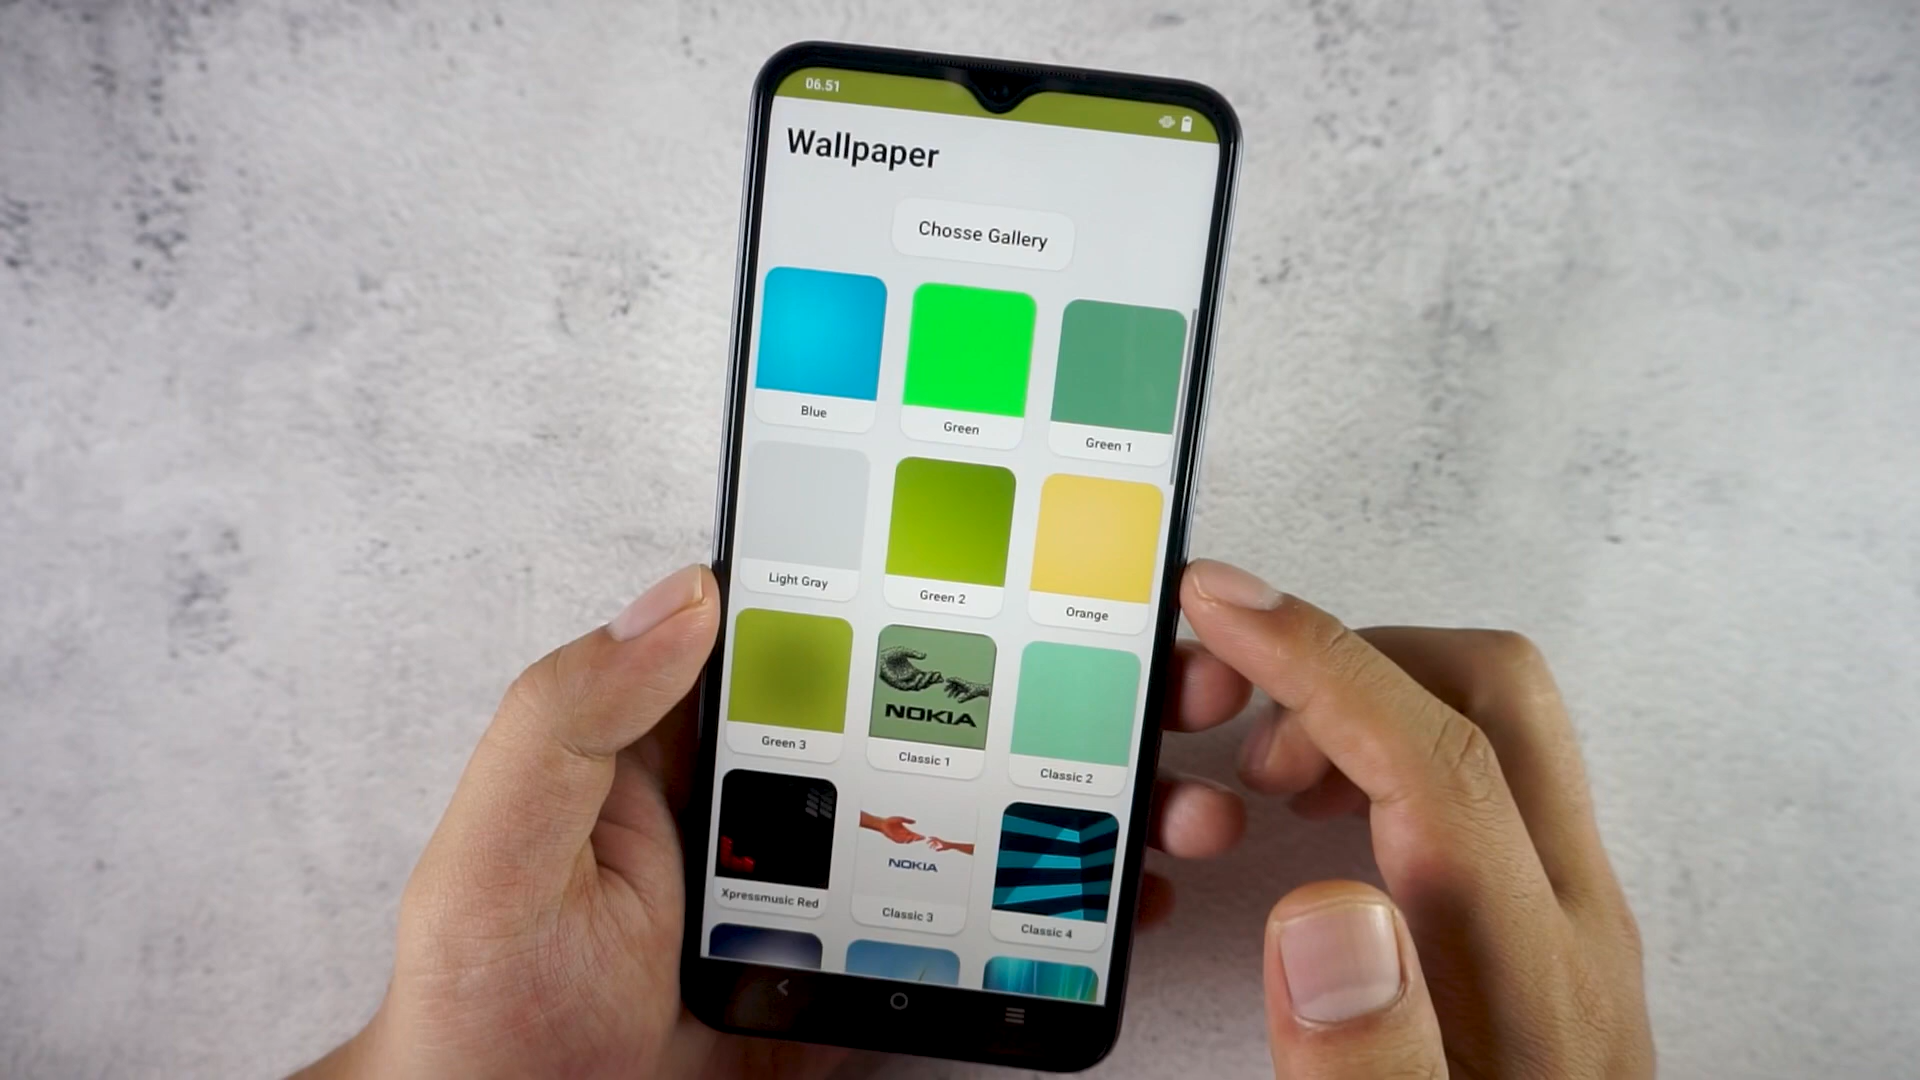 06.51
Wallpaper
Chosse Gallery
Blue
Green
Green 1
Light Gray
Green 2
Orange
Green 3
NOKIA
Classic 1
Classic 2
Xpressmusic Red
NOKIA
Classic 3
Classic 4